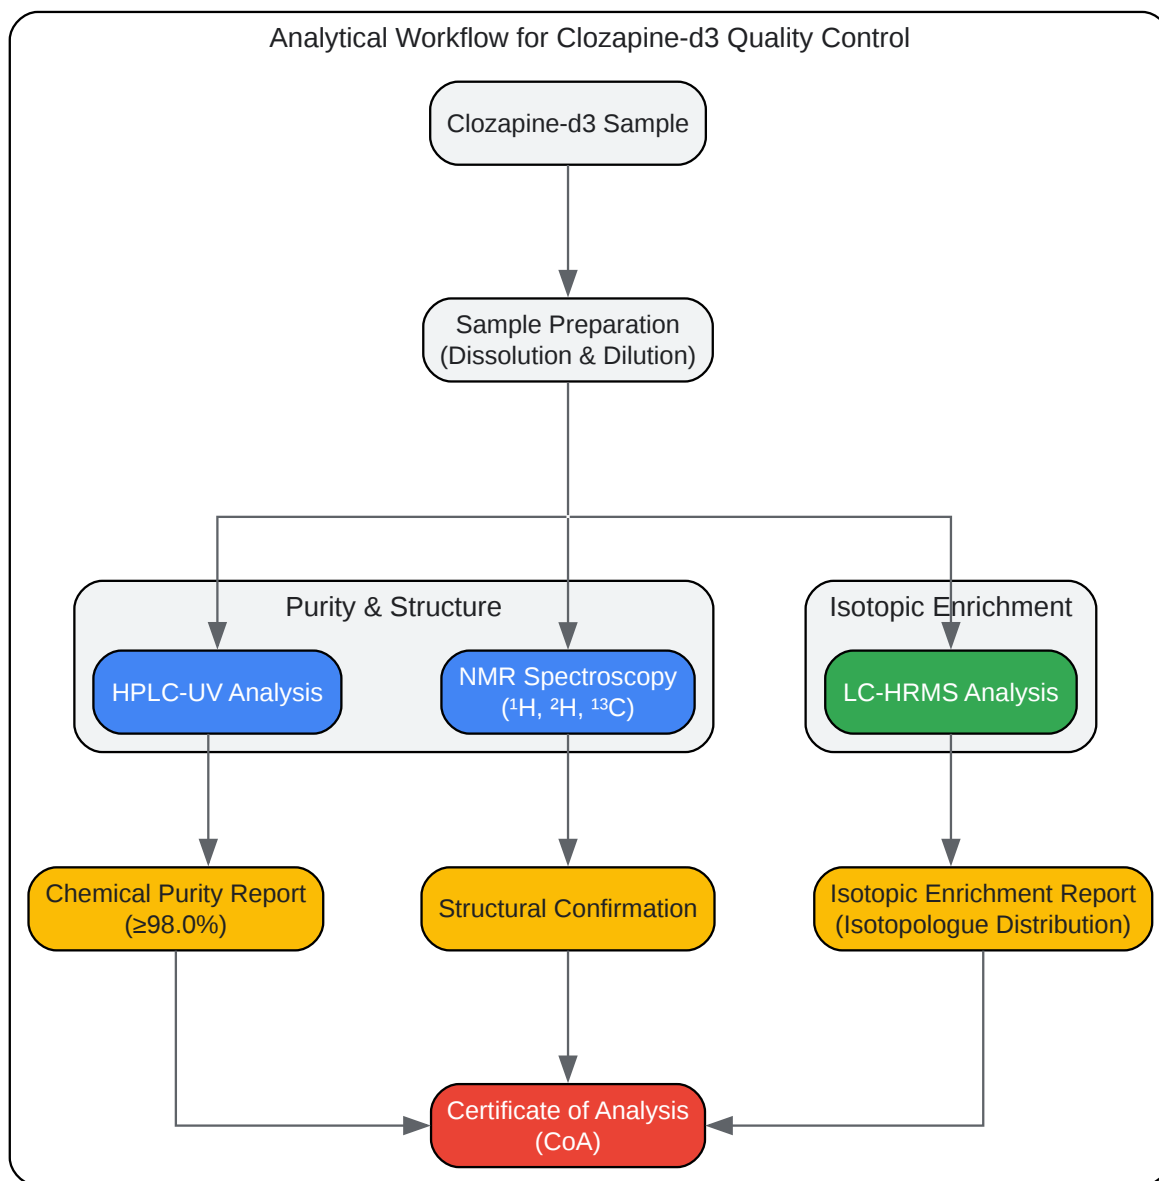 Analytical Workflow for Clozapine-d3 Quality Control
Clozapine-d3 Sample
Sample Preparation
(Dissolution & Dilution)
Purity & Structure
Isotopic Enrichment
HPLC-UV Analysis
NMR Spectroscopy
(¹H, ²H, ¹³C)
LC-HRMS Analysis
Chemical Purity Report
(≥98.0%)
Structural Confirmation
Isotopic Enrichment Report
(Isotopologue Distribution)
Certificate of Analysis
(CoA)